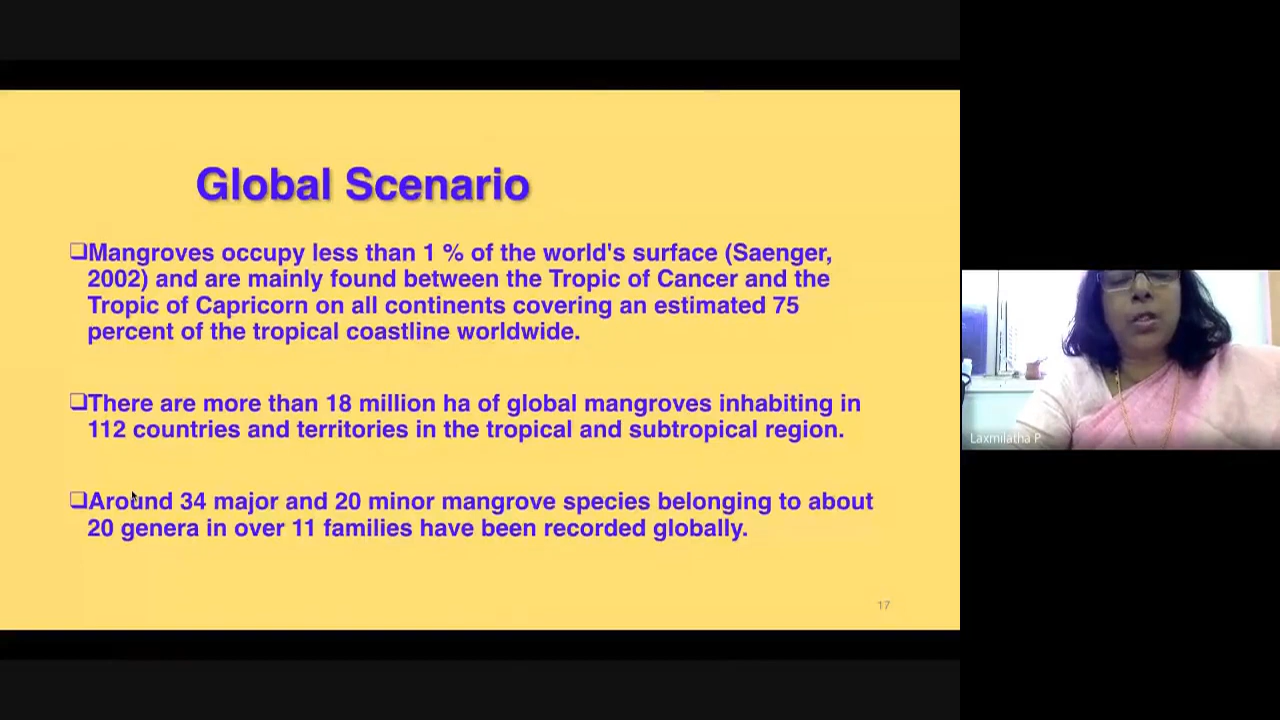 Global Scenario
❑Mangroves occupy less than 1 % of the world's surface (Saenger,
2002) and are mainly found between the Tropic of Cancer and the
Tropic of Capricorn on all continents covering an estimated 75
percent of the tropical coastline worldwide.
❑There are more than 18 million ha of global mangroves inhabiting in
112 countries and territories in the tropical and subtropical region.
❑Around 34 major and 20 minor mangrove species belonging to about
20 genera in over 11 families have been recorded globally.
17
Laxmilatha P